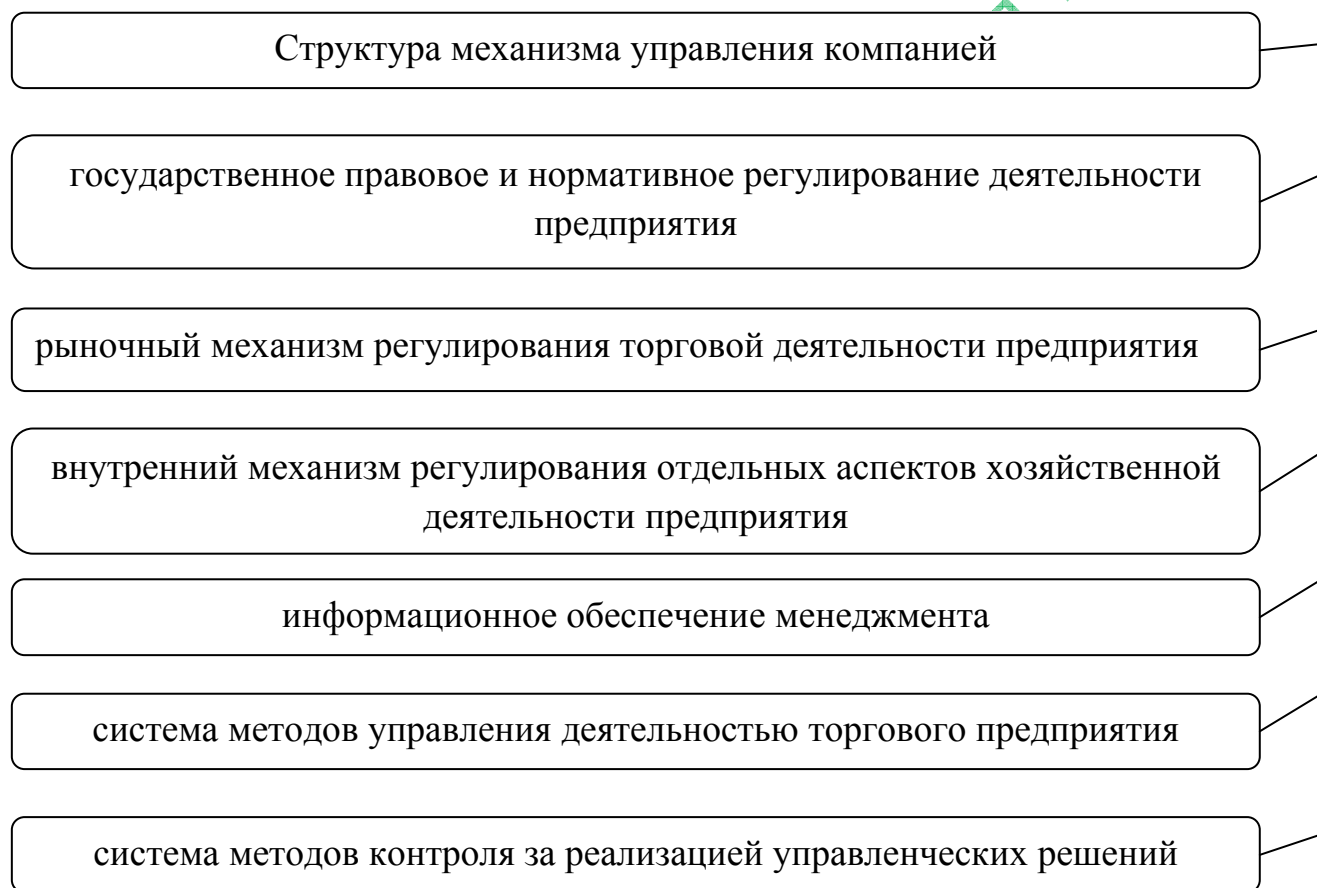 Структура механизма управления компанией
государственное правовое и нормативное регулирование деятельности
предприятия
рыночный механизм регулирования торговой деятельности предприятия
внутренний механизм регулирования отдельных аспектов хозяйственной
деятельности предприятия
информационное обеспечение менеджмента
система методов управления деятельностью торгового предприятия
система методов контроля за реализацией управленческих решений